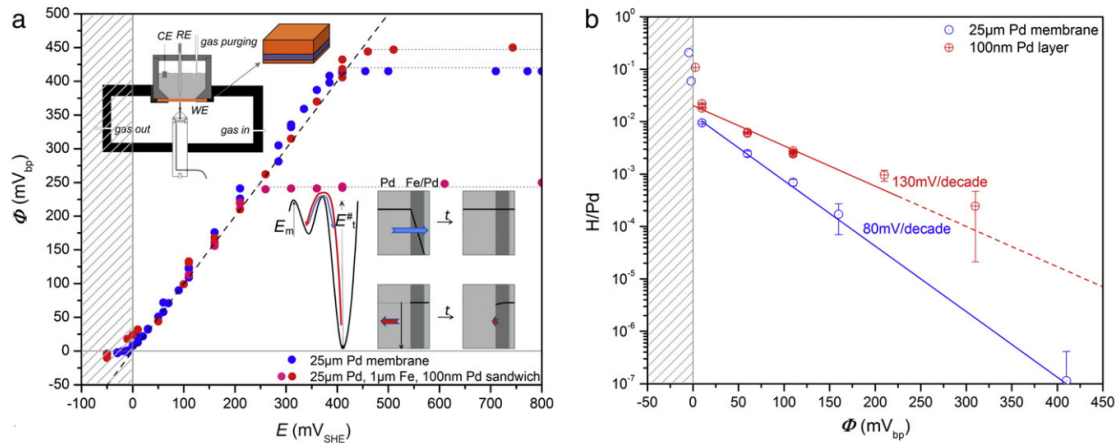 a
450
400
350
300
250
200
150
100
50
0
50
Φ (mV_bp)
-100 0 100 200 300 400 500 600 700 800
E (mV_SHE)
CE RE
gas purging
WE
gas out
gas in
E_m
E^#_t
Pd Fe/Pd
t
t
25µm Pd membrane
25µm Pd, 1µm Fe, 100nm Pd sandwich
b
10^0
10^-1
10^-2
10^-3
10^-4
10^-5
10^-6
10^-7
H/Pd
-50 0 50 100 150 200 250 300 350 400 450
Φ (mV_bp)
25µm Pd membrane
100nm Pd layer
130mV/decade
80mV/decade